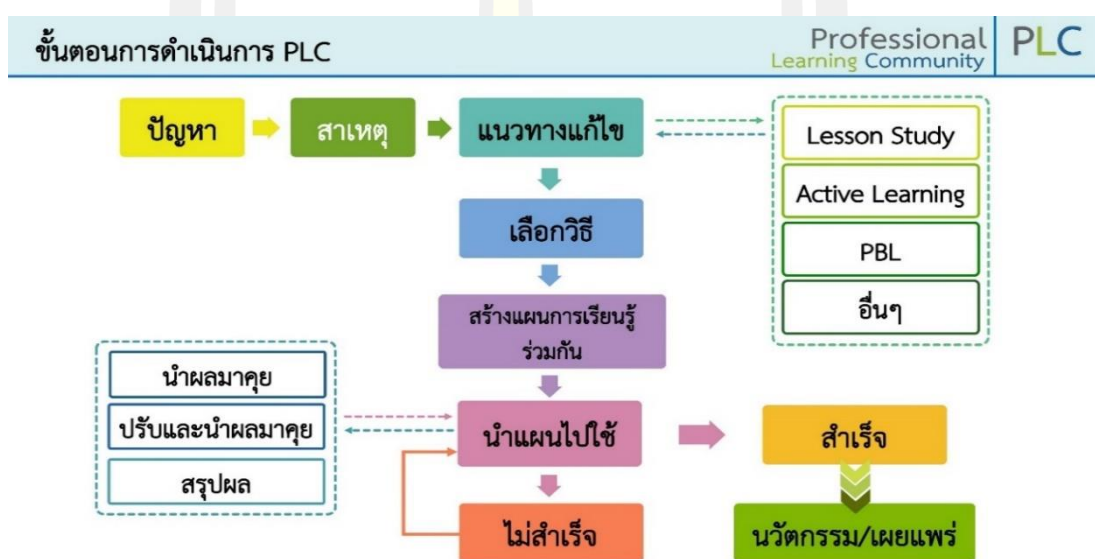 ขั้นตอนการดำเนินการ PLC
Professional
Learning Community
PLC
ปัญหา
สาเหตุ
แนวทางแก้ไข
Lesson Study
Active Learning
PBL
อื่นๆ
เลือกวิธี
สร้างแผนการเรียนรู้
ร่วมกัน
นำผลมาคุย
ปรับและนำผลมาคุย
สรุปผล
นำแผนไปใช้
สำเร็จ
ไม่สำเร็จ
นวัตกรรม/เผยแพร่